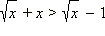 √x + x > √x − 1